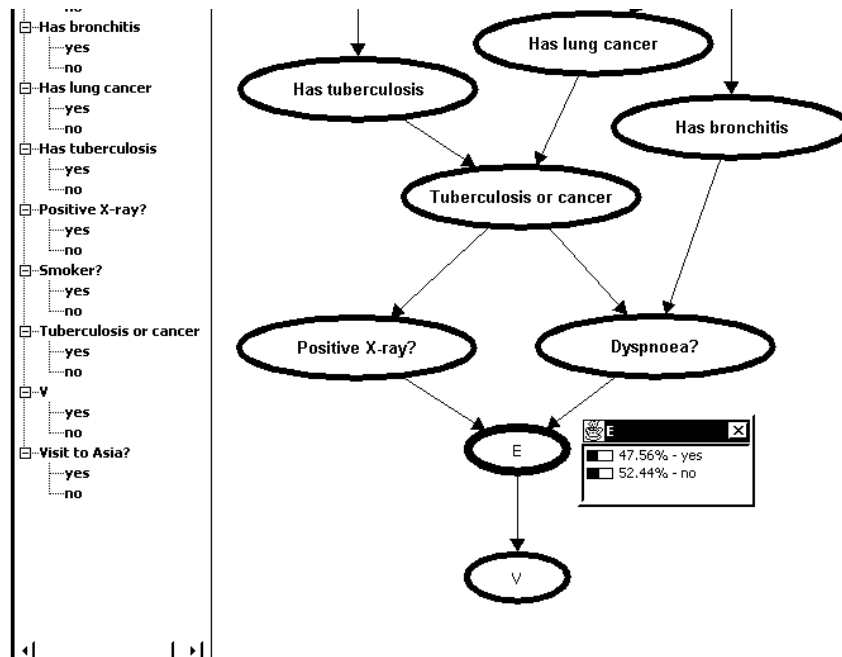 no
Has bronchitis
yes
no
Has lung cancer
yes
no
Has tuberculosis
yes
no
Positive X-ray?
yes
no
Smoker?
yes
no
Tuberculosis or cancer
yes
no
V
yes
no
Visit to Asia?
yes
no
Has lung cancer
Has tuberculosis
Has bronchitis
Tuberculosis or cancer
Positive X-ray?
Dyspnoea?
E
E
47.56% - yes
52.44% - no
V